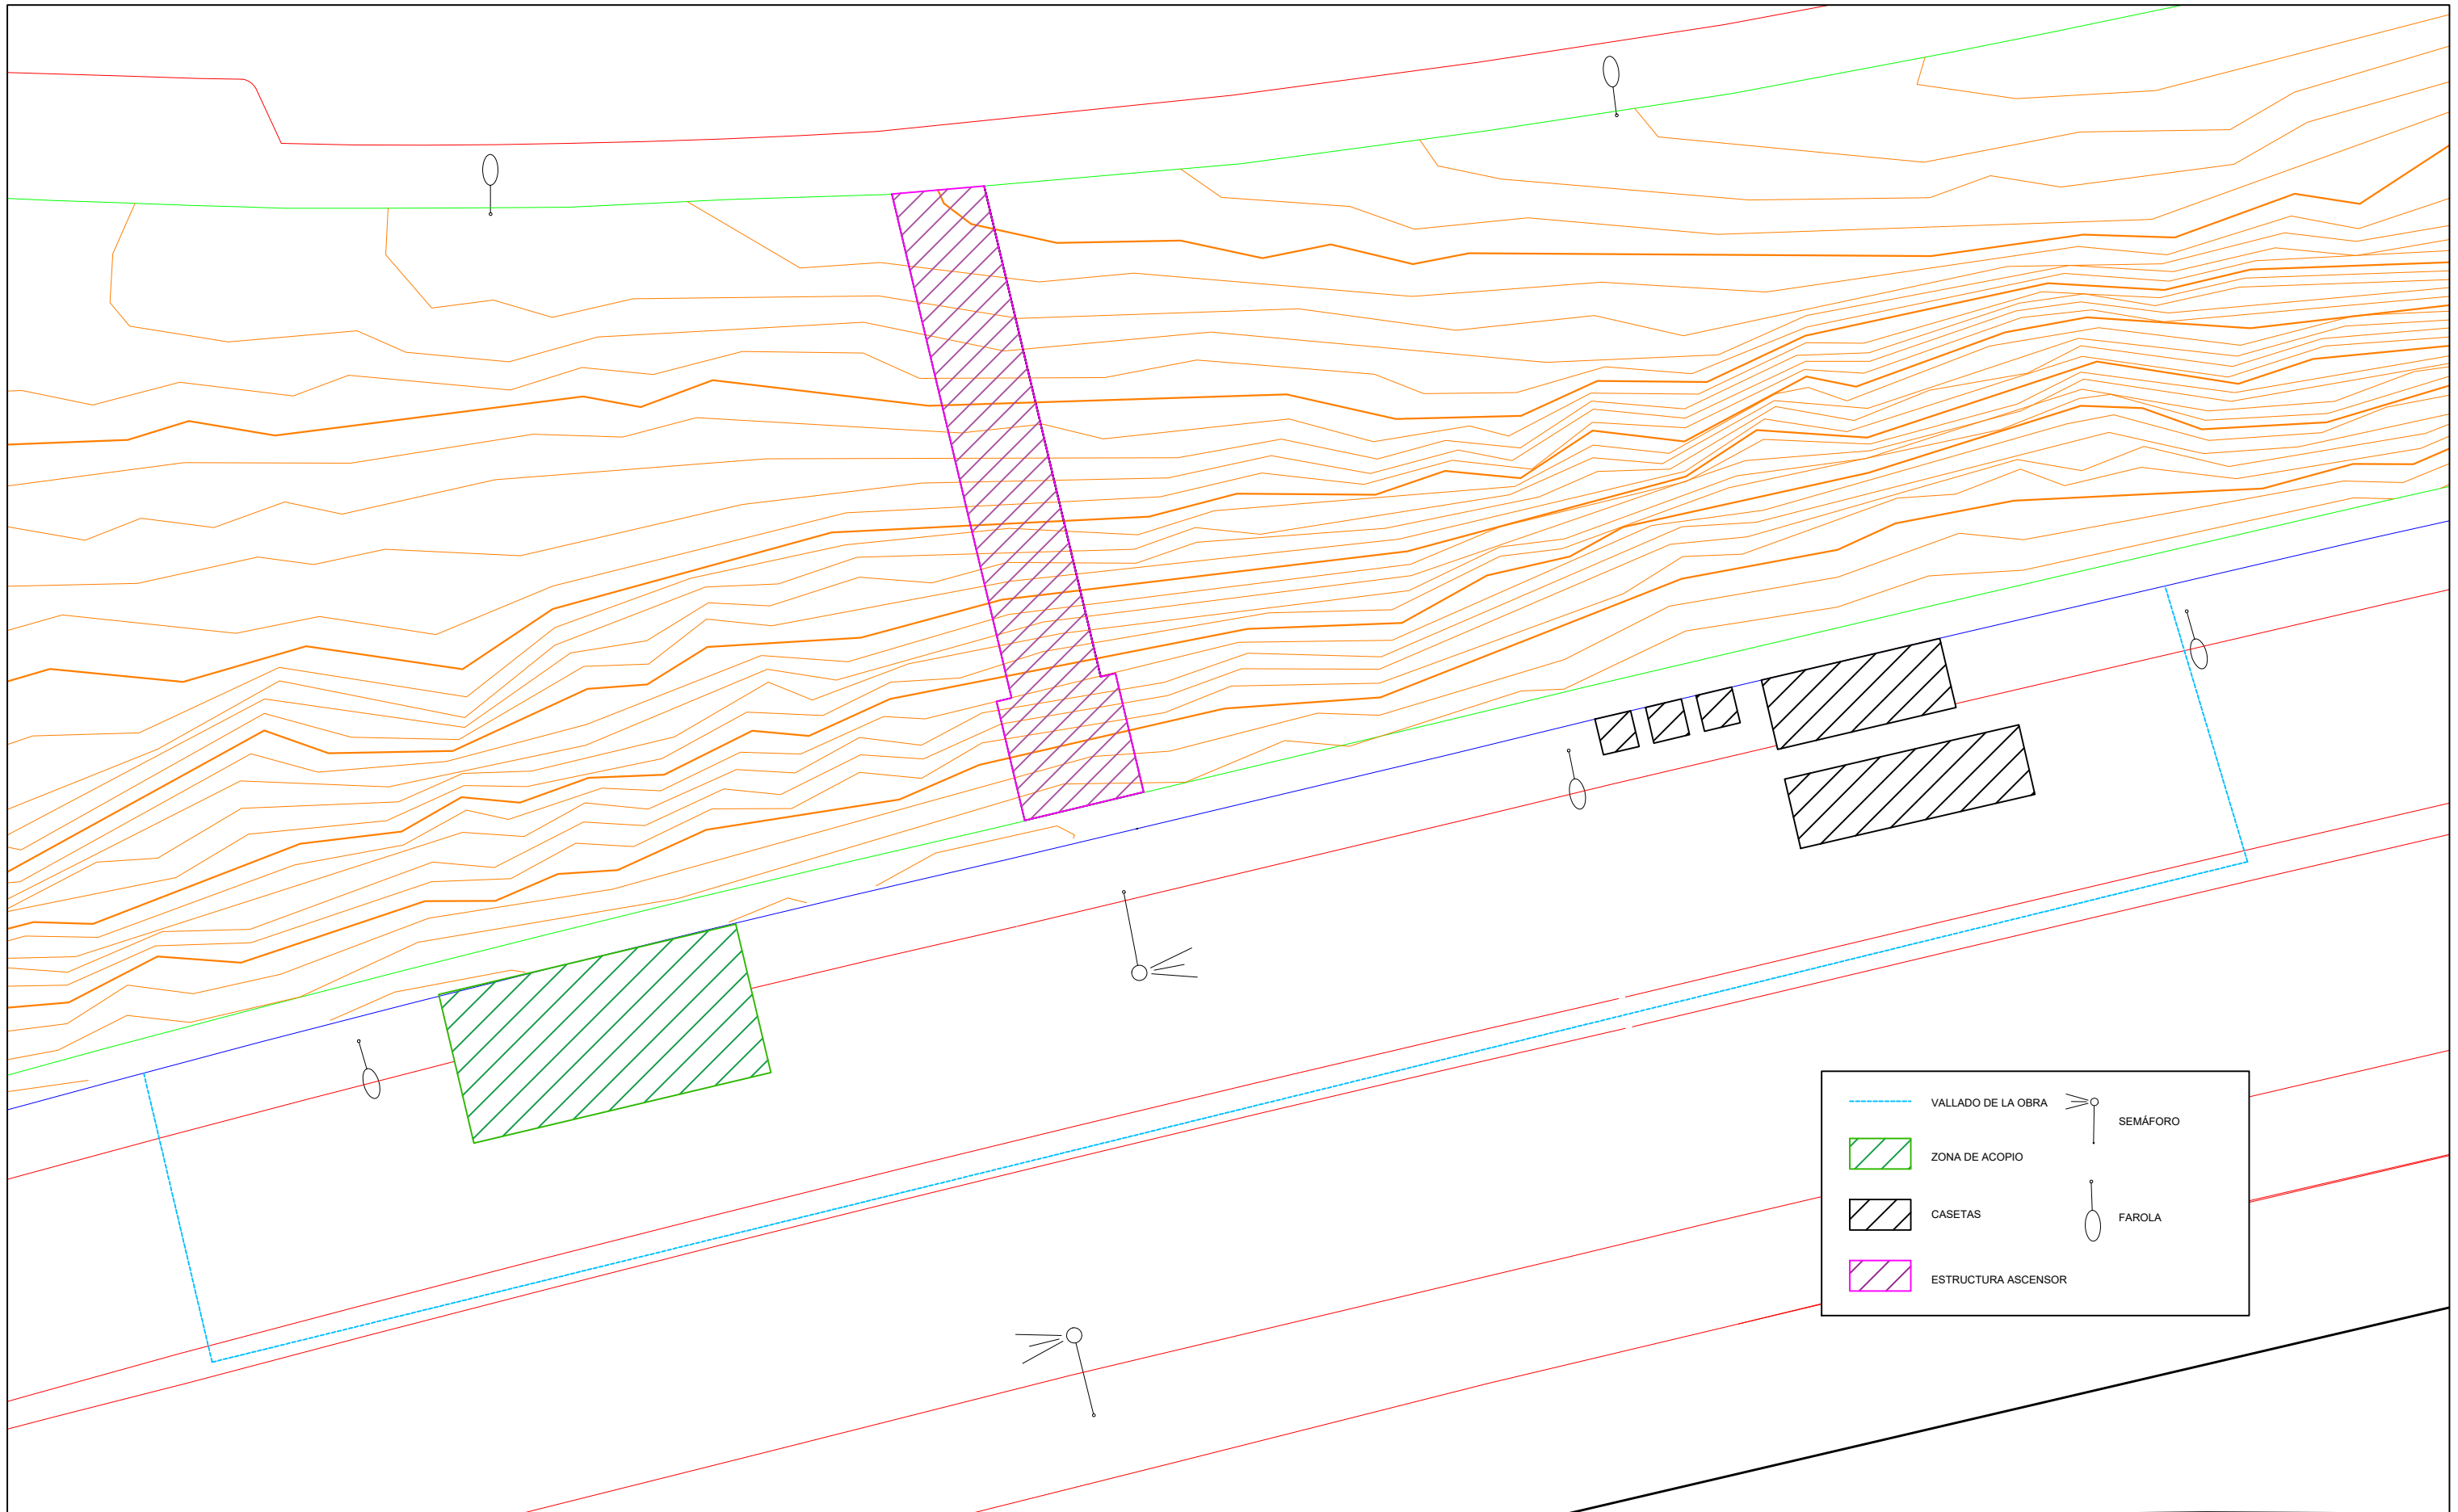 VALLADO DE LA OBRA
SEMÁFORO
ZONA DE ACOPIO
CASETAS
FAROLA
ESTRUCTURA ASCENSOR